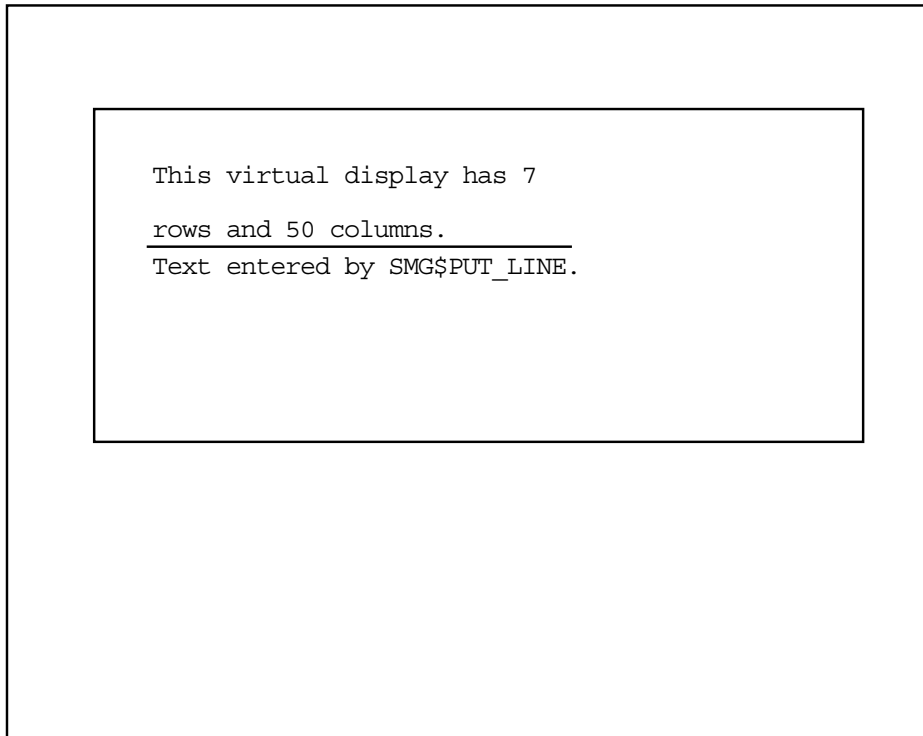 This virtual display has 7
rows and 50 columns.
Text entered by SMG$PUT_LINE.